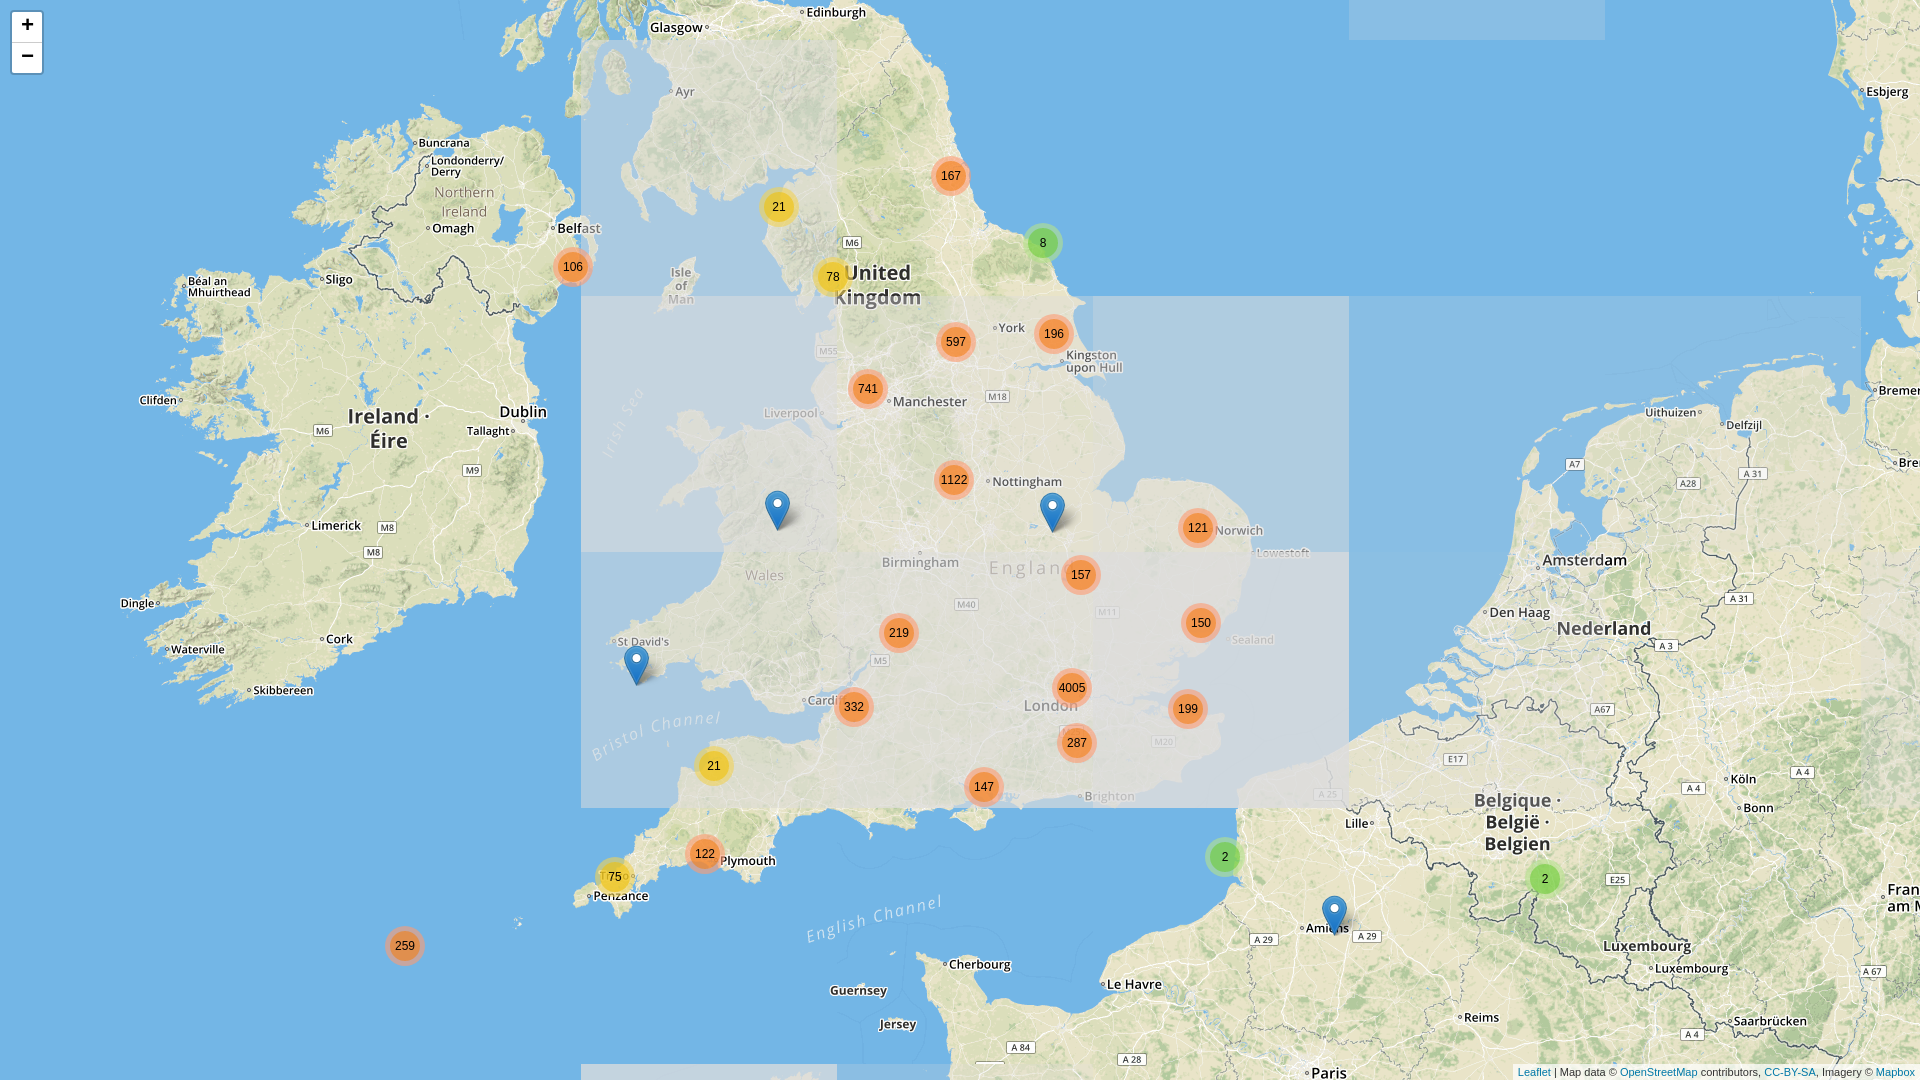 +
−
Glasgow
Edinburgh
Ayr
Esbjerg
Buncrana
Londonderry/
Derry
Northern
Ireland
Omagh
Belfast
167
21
M6
8
106
78
United
Kingdom
Isle
of
Man
Béal an
Mhuirthead
Sligo
York
196
597
M55
Kingston
upon Hull
741
Manchester
M18
Liverpool
Irish Sea
Clifden
Dublin
Ireland ·
Éire
M6
Tallaght
M9
Uithuizen
Delfzijl
A7
A 31
A28
1122
Nottingham
Limerick
M8
M8
121
Norwich
Lowestoft
Birmingham
Englan
157
Wales
Amsterdam
A 31
Dingle
M40
M11
Den Haag
Nederland
219
150
Sealand
Cork
Waterville
St David's
M5
A 3
Skibbereen
4005
London
Cardif
332
199
A67
Bristol Channel
287
M20
E17
21
147
Brighton
A 25
Köln
A 4
A 4
Bonn
Belgique ·
België ·
Belgien
Lille
122
Plymouth
2
75
Penzance
2
E25
Fran
am M
English Channel
259
Amiens
A 29
A 29
Luxembourg
Luxembourg
A 67
Cherbourg
Le Havre
Guernsey
Jersey
Reims
Saarbrücken
A 4
A 84
A 28
Paris
Leaflet | Map data © OpenStreetMap contributors, CC-BY-SA, Imagery © Mapbox